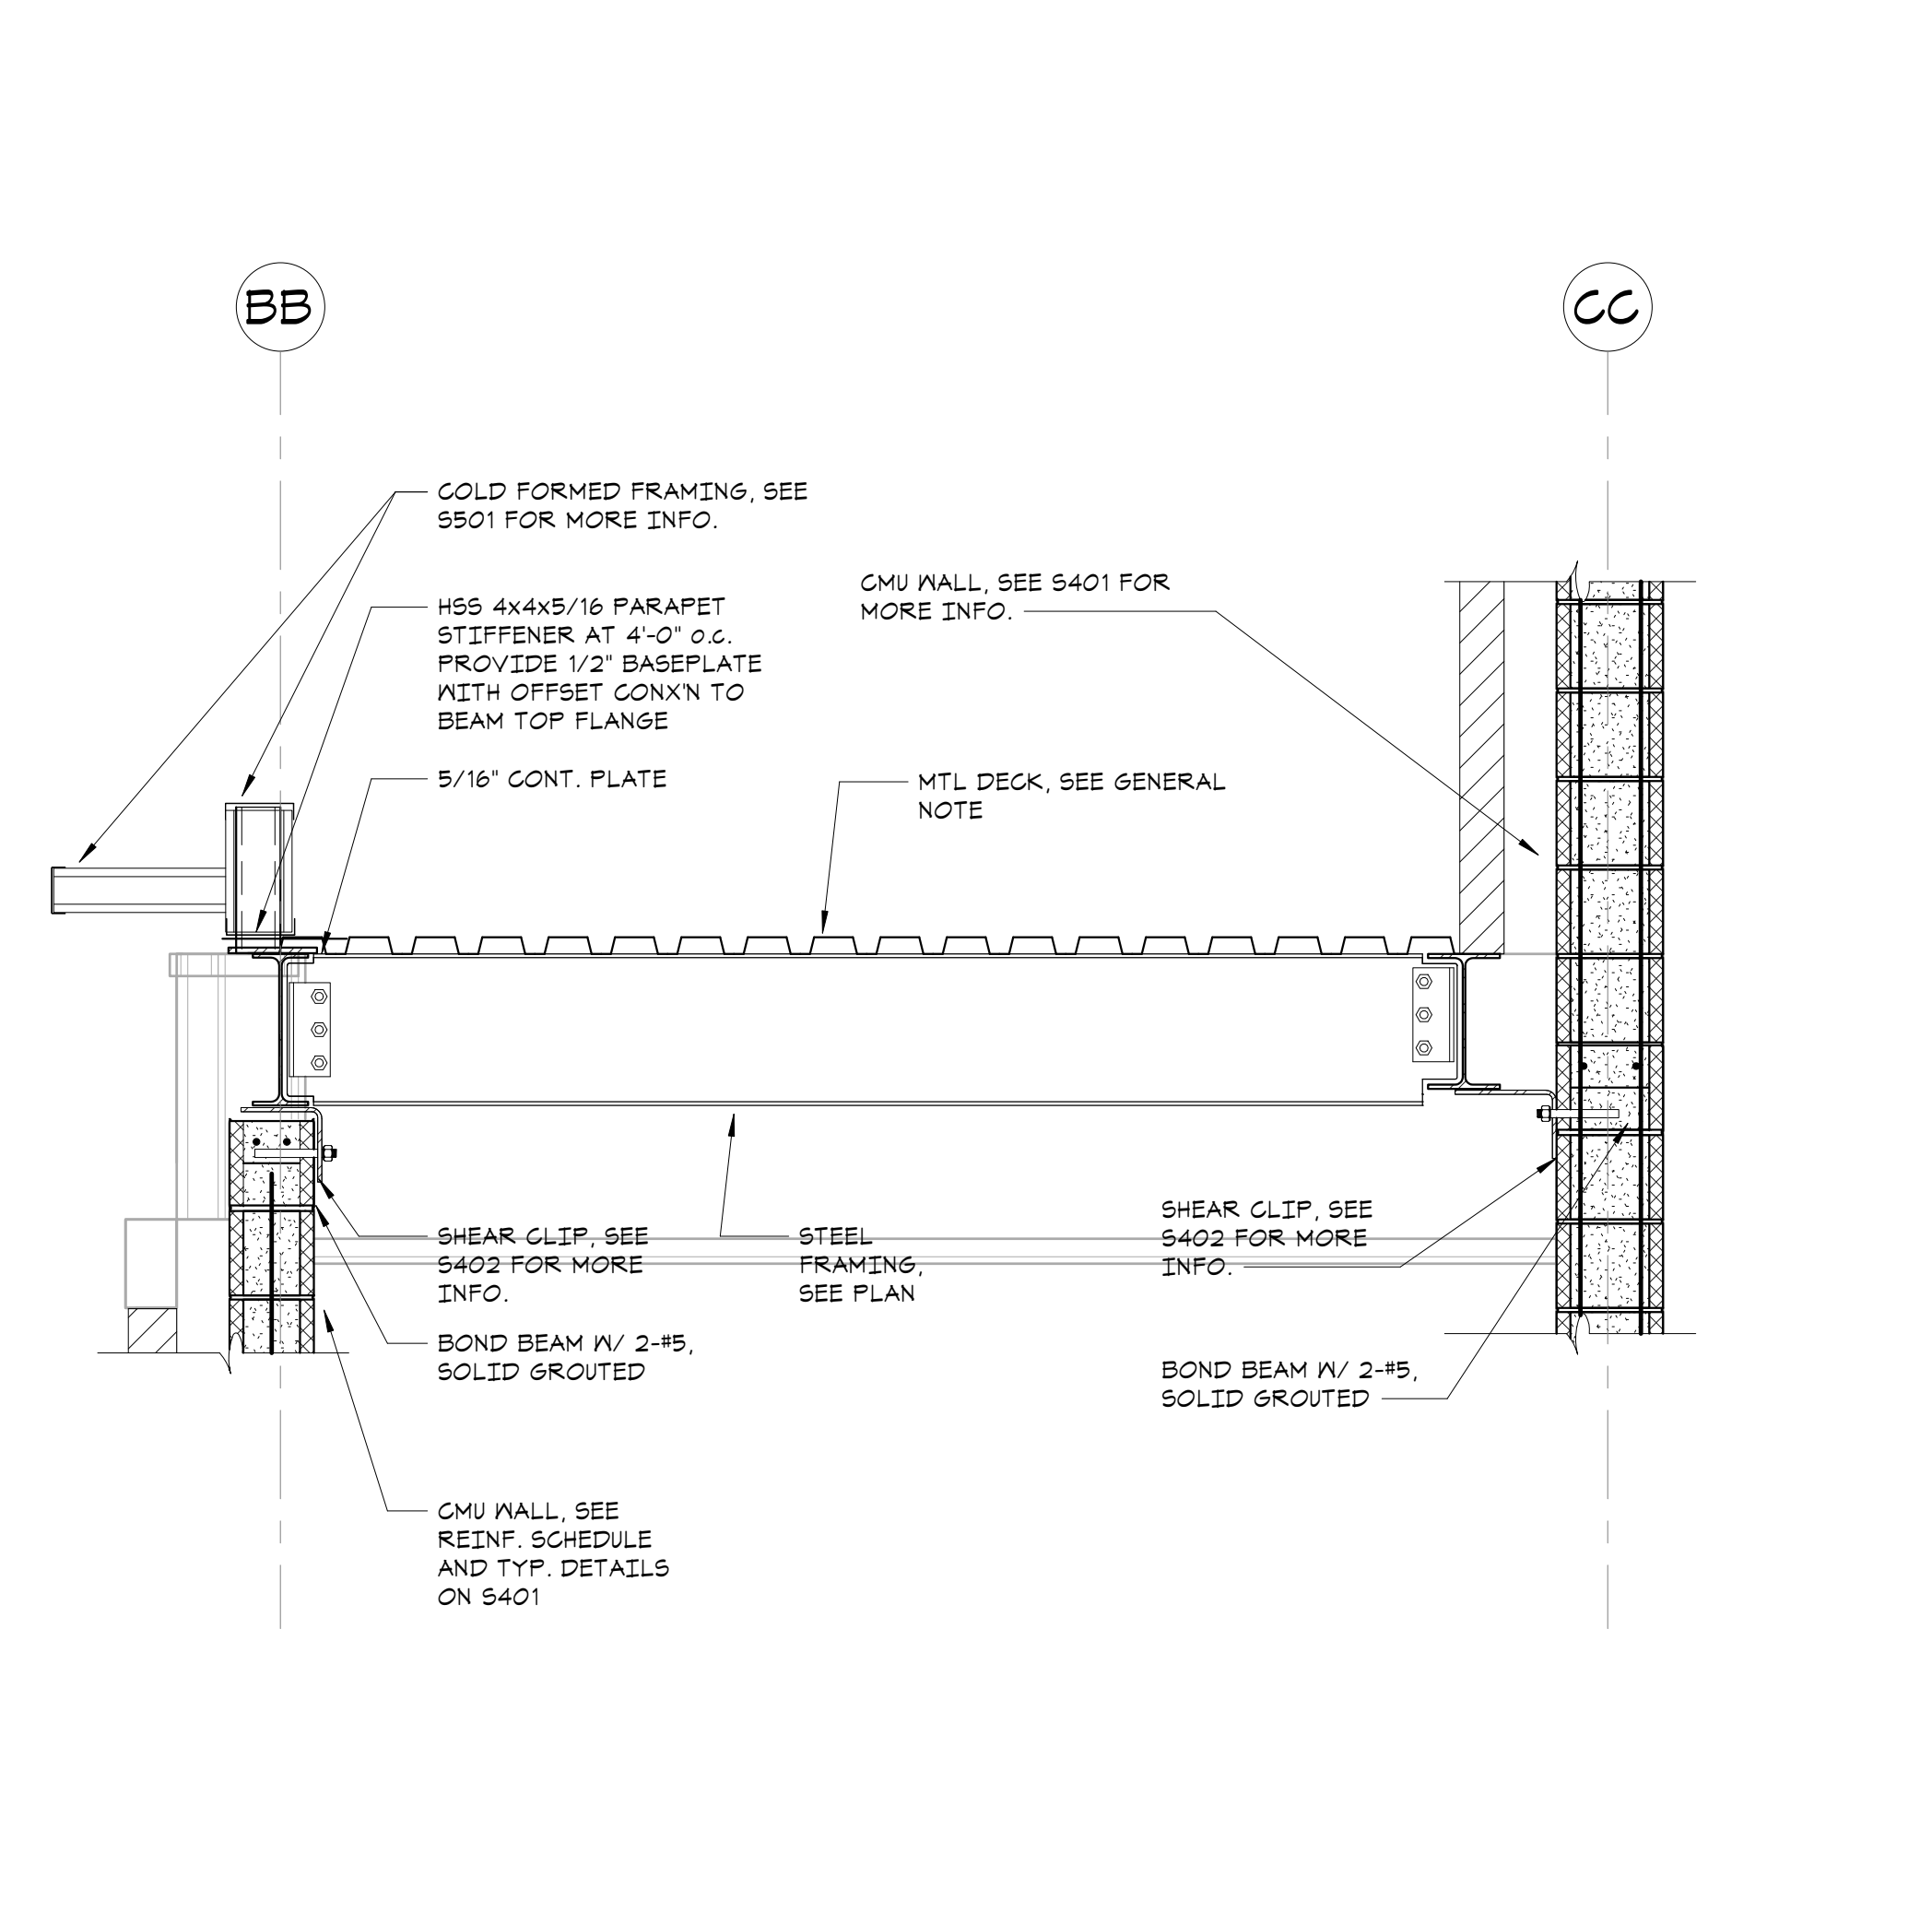 BB
CC
COLD FORMED FRAMING, SEE
S501 FOR MORE INFO.
HSS 4x4x5/16 PARAPET
STIFFENER AT 4'-0" o.c.
PROVIDE 1/2" BASEPLATE
WITH OFFSET CONX'N TO
BEAM TOP FLANGE
5/16" CONT. PLATE
CMU WALL, SEE S401 FOR
MORE INFO.
MTL DECK, SEE GENERAL
NOTE
SHEAR CLIP, SEE
S402 FOR MORE
INFO.
STEEL
FRAMING,
SEE PLAN
SHEAR CLIP, SEE
S402 FOR MORE
INFO.
BOND BEAM W/ 2-#5,
SOLID GROUTED
BOND BEAM W/ 2-#5,
SOLID GROUTED
CMU WALL, SEE
REINF. SCHEDULE
AND TYP. DETAILS
ON S401